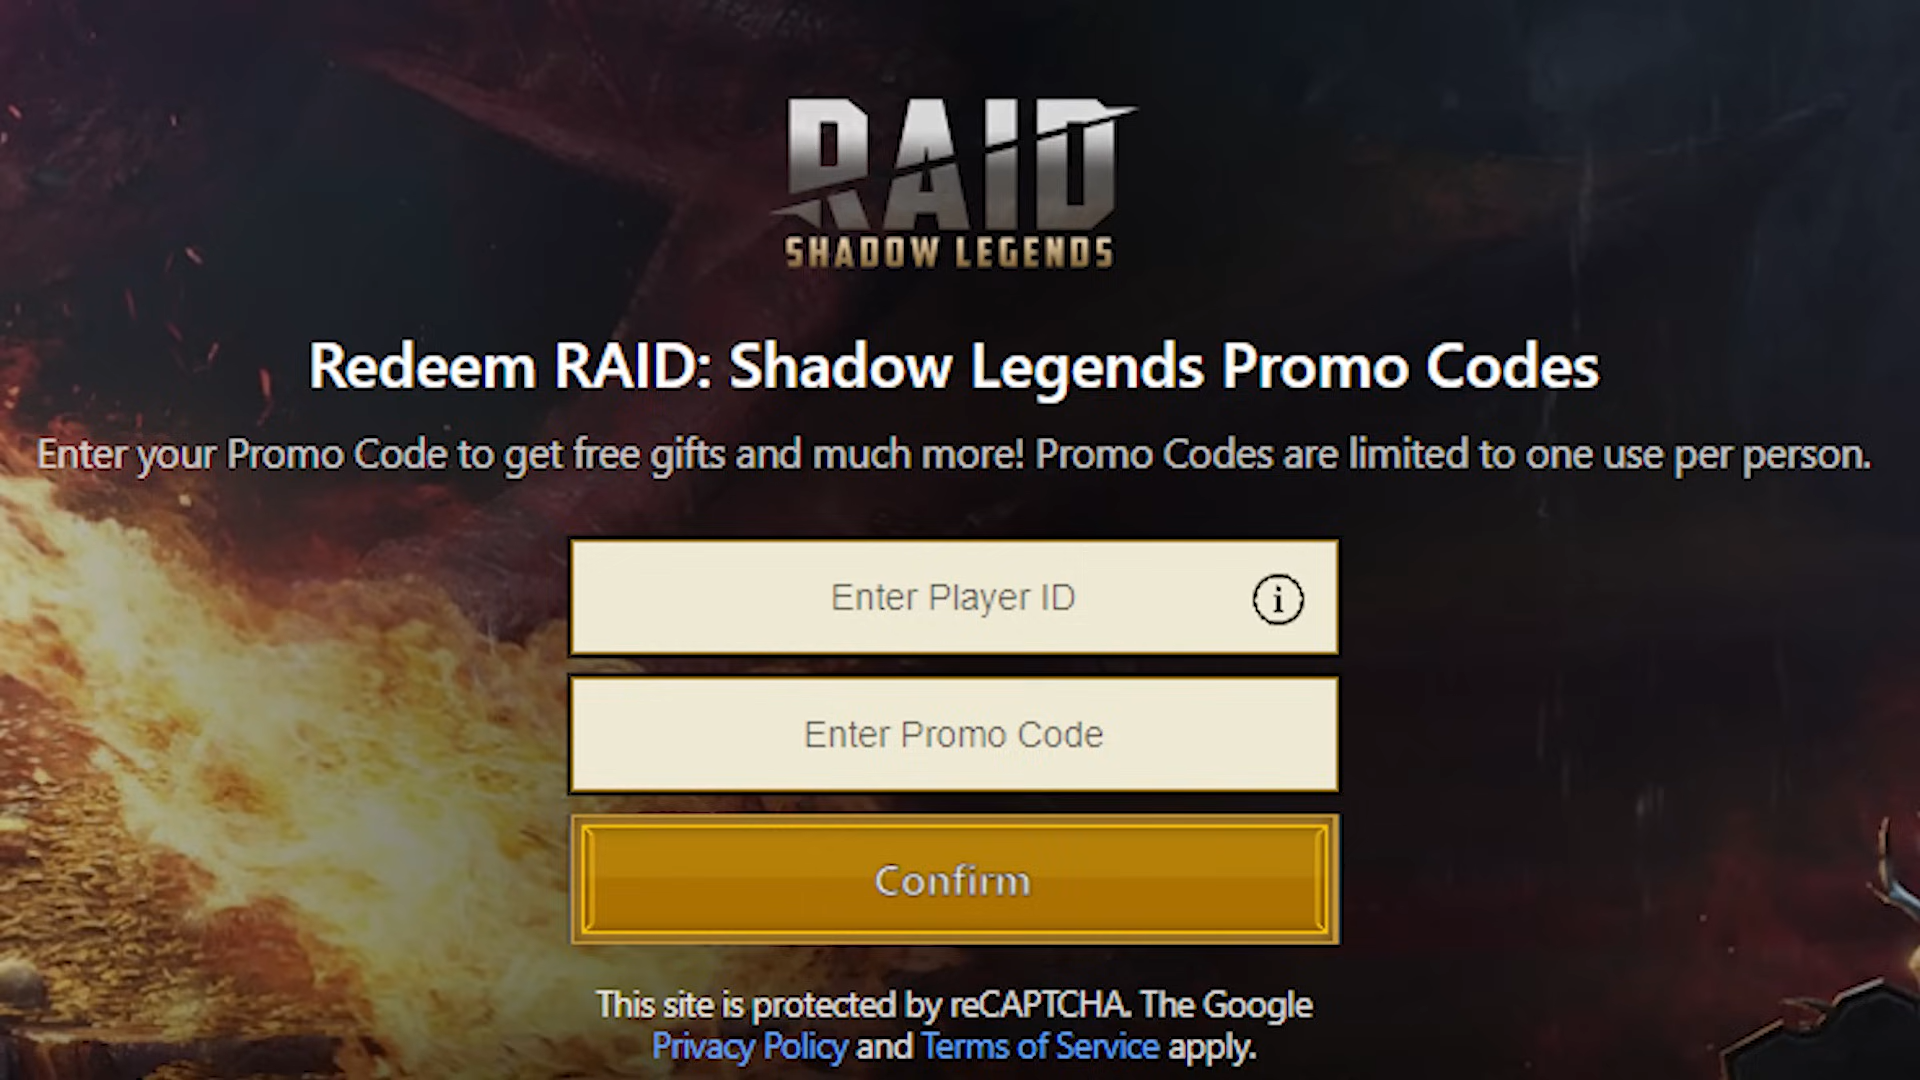 RAID
SHADOW LEGENDS
Redeem RAID: Shadow Legends Promo Codes
Enter your Promo Code to get free gifts and much more! Promo Codes are limited to one use per person.
Enter Player ID
i
Enter Promo Code
Confirm
This site is protected by reCAPTCHA. The Google
Privacy Policy and Terms of Service apply.